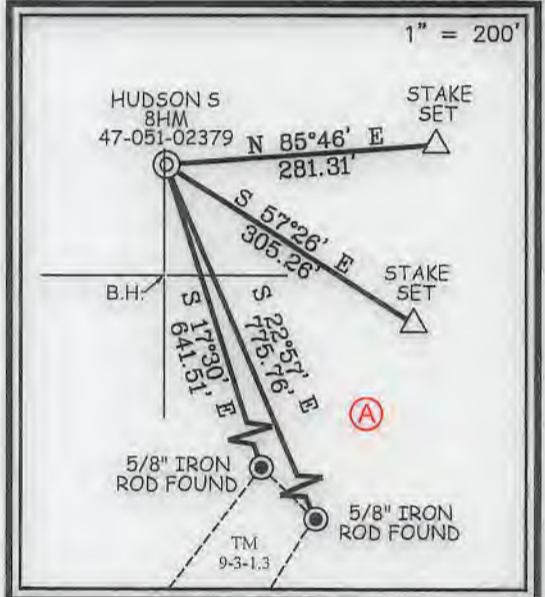 1" = 200'
HUDSON S
8HM
47-051-02379
STAKE
SET
N 85°46' E
281.31'
S 57°26' E
305.26'
STAKE
SET
B.H.
S 17°30' E
641.51'
S 22°57' E
775.76'
A
5/8" IRON
ROD FOUND
5/8" IRON
ROD FOUND
TM
9-3-1.3